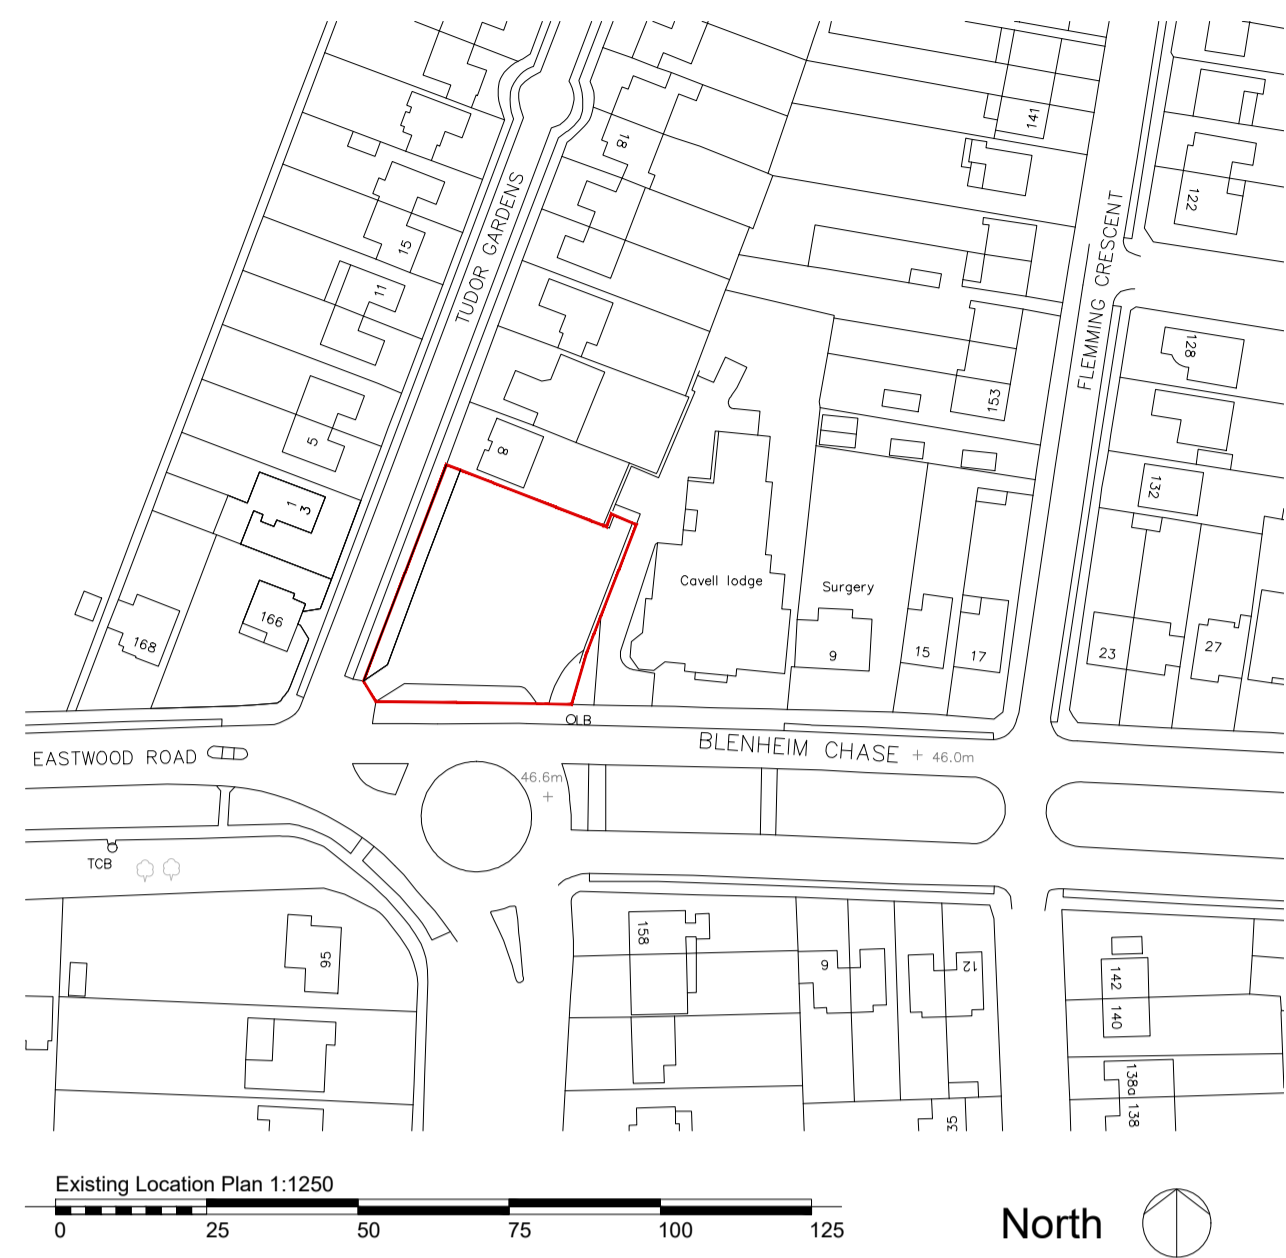 141
18
122
TUDOR GARDENS
15
FLEMMING CRESCENT
11
128
153
5
8
132
1
3
Cavell lodge
Surgery
166
168
9
15
17
23
27
LB
EASTWOOD ROAD
BLENHEIM CHASE
46.0m
46.6m
TCB
158
95
6
12
142
140
138a
138
35
Existing Location Plan 1:1250
0 25 50 75 100 125
North